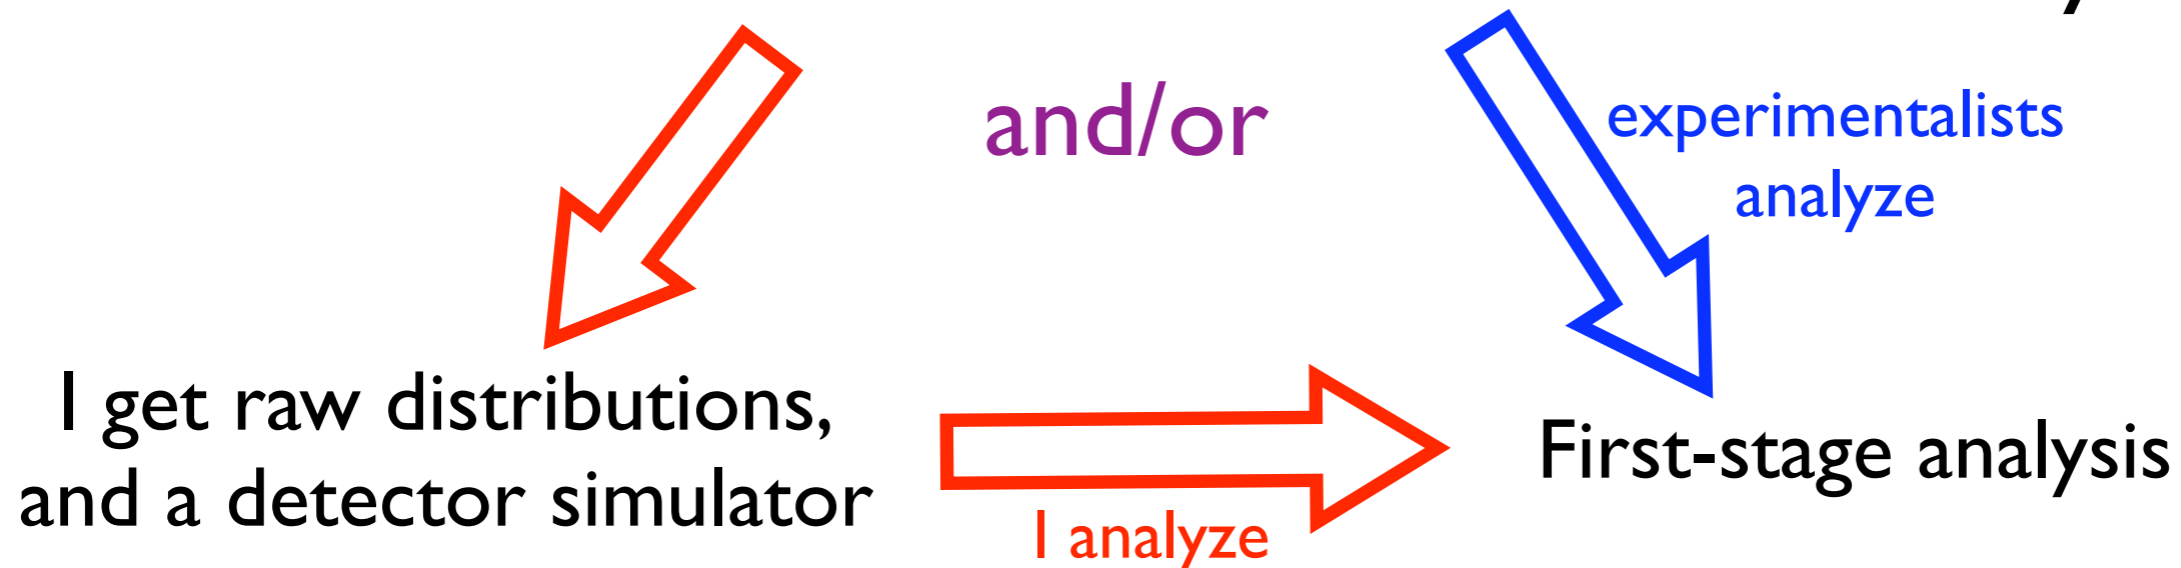 and/or
experimentalists
analyze
I get raw distributions,
and a detector simulator
I analyze
First-stage analysis